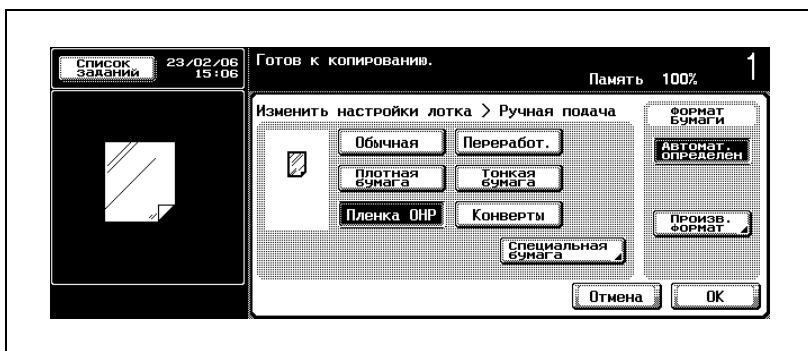 Список
заданий
23/02/06
15:06
Готов к копированию.
Память 100%
1
Изменить настройки лотка > Ручная подача
Обычная
Переработ.
Плотная
бумага
Тонкая
бумага
Пленка OHP
Конверты
Специальная
бумага
Формат
Бумаги
Автомат.
определен
Произв.
формат
Отмена
OK